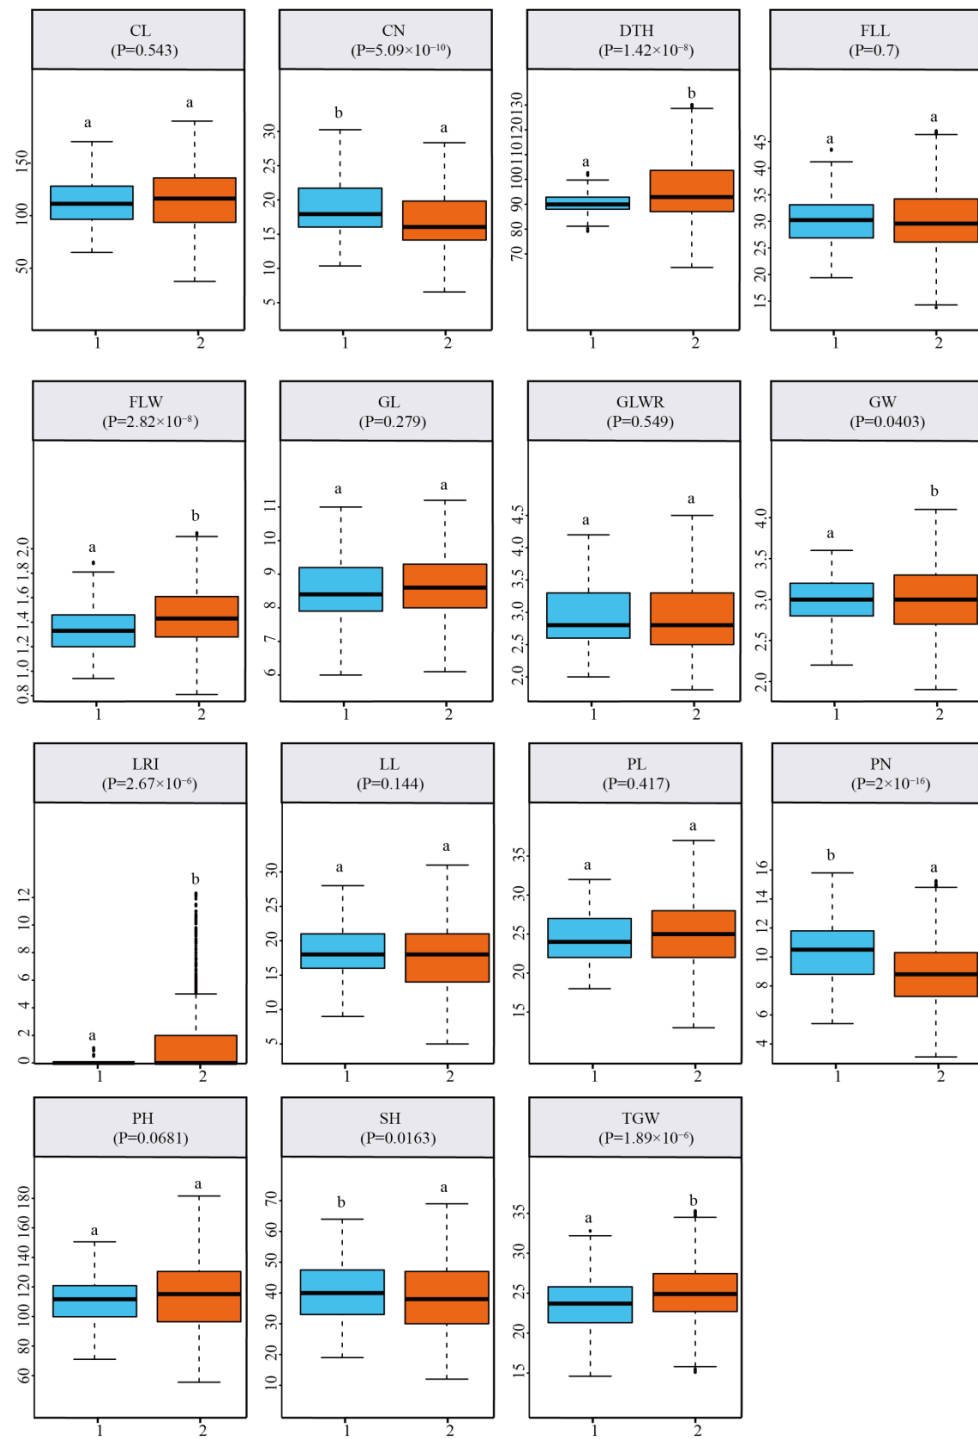 CL
(P=0.543)
a
a
150
100
50
1
2
CN
(P=5.09×10⁻¹⁰)
b
a
30
20
15
10
5
1
2
DTH
(P=1.42×10⁻⁸)
a
b
130
120
110
100
90
80
70
1
2
FLL
(P=0.7)
a
a
45
40
35
30
25
20
15
1
2
FLW
(P=2.82×10⁻⁸)
a
b
2.0
1.8
1.6
1.4
1.2
1.0
0.8
1
2
GL
(P=0.279)
a
a
11
10
9
8
7
6
1
2
GLWR
(P=0.549)
a
a
4.5
4.0
3.5
3.0
2.5
2.0
1
2
GW
(P=0.0403)
a
b
4.0
3.5
3.0
2.5
2.0
1
2
LRI
(P=2.67×10⁻⁶)
a
b
12
10
8
6
4
2
0
1
2
LL
(P=0.144)
a
a
30
25
20
15
10
5
1
2
PL
(P=0.417)
a
a
35
30
25
20
15
1
2
PN
(P=2×10⁻¹⁶)
b
a
16
14
12
10
8
6
4
1
2
PH
(P=0.0681)
a
a
180
160
140
120
100
80
60
1
2
SH
(P=0.0163)
b
a
70
60
50
40
30
20
10
1
2
TGW
(P=1.89×10⁻⁶)
a
b
35
30
25
20
15
1
2